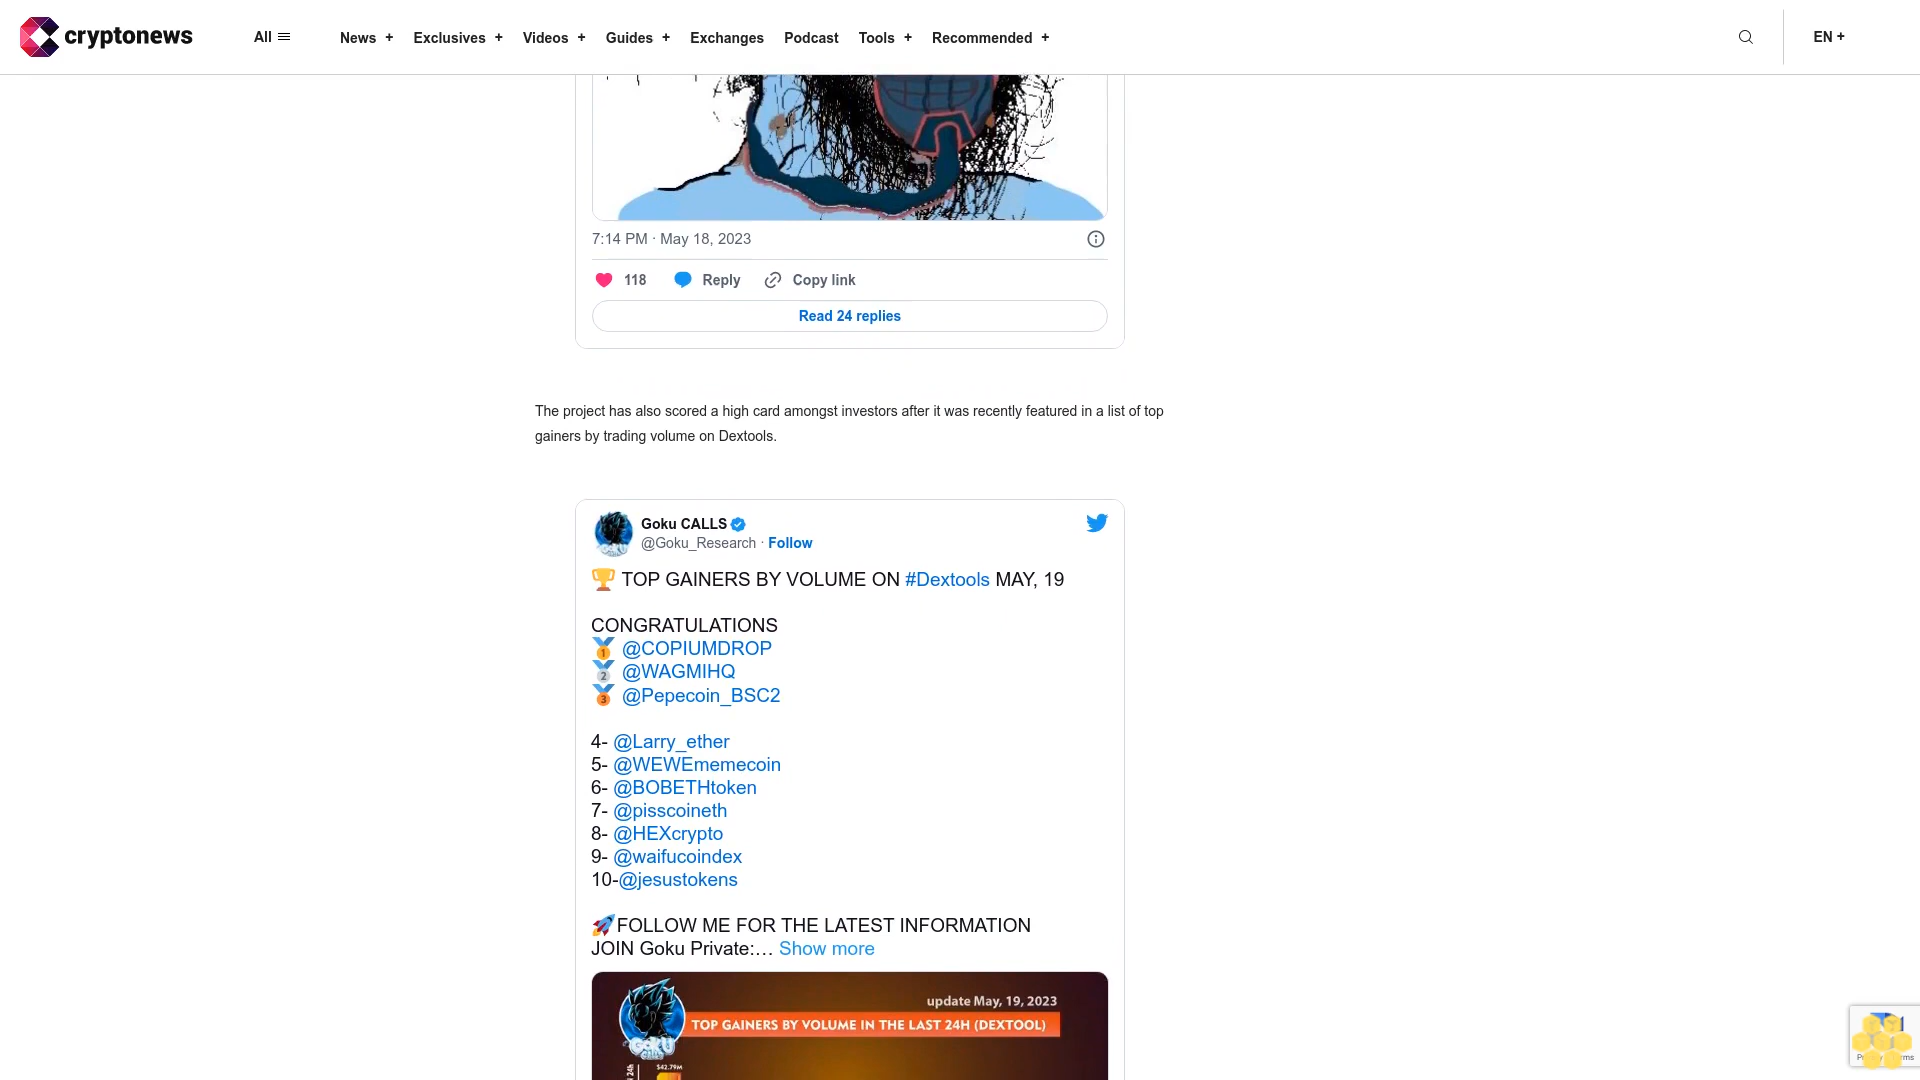 cryptonews
All
News +
Exclusives +
Videos +
Guides +
Exchanges
Podcast
Tools +
Recommended +
EN +
7:14 PM · May 18, 2023
118
Reply
Copy link
Read 24 replies
The project has also scored a high card amongst investors after it was recently featured in a list of top
gainers by trading volume on Dextools.
Goku CALLS
@Goku_Research · Follow
🏆 TOP GAINERS BY VOLUME ON #Dextools MAY, 19
CONGRATULATIONS
🥇 @COPIUMDROP
🥈 @WAGMIHQ
🥉 @Pepecoin_BSC2
4- @Larry_ether
5- @WEWEmemecoin
6- @BOBETHtoken
7- @pisscoineth
8- @HEXcrypto
9- @waifucoindex
10-@jesustokens
🚀FOLLOW ME FOR THE LATEST INFORMATION
JOIN Goku Private:… Show more
update May, 19, 2023
TOP GAINERS BY VOLUME IN THE LAST 24H (DEXTOOL)
GOKU
$42.79M